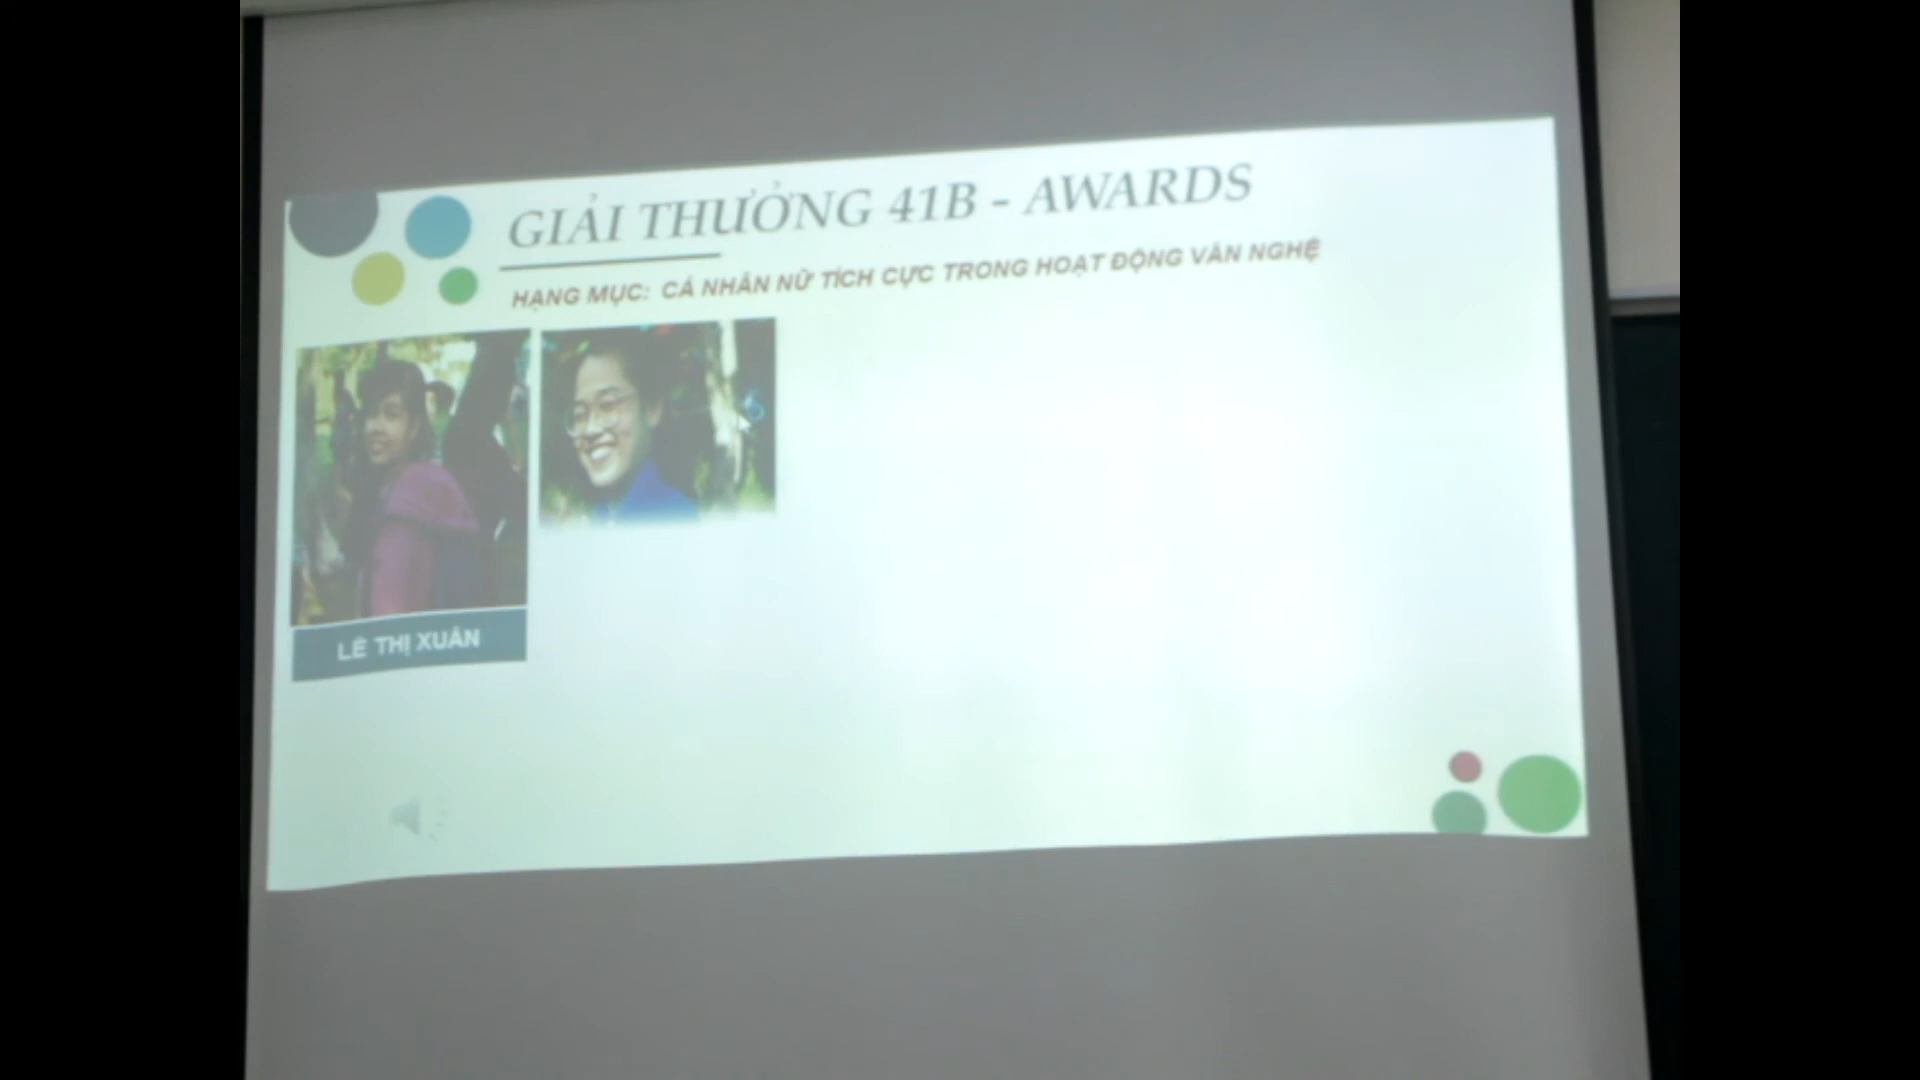 GIẢI THƯỞNG 41B - AWARDS
HẠNG MỤC: CÁ NHÂN NỮ TÍCH CỰC TRONG HOẠT ĐỘNG VĂN NGHỆ
LÊ THỊ XUÂN